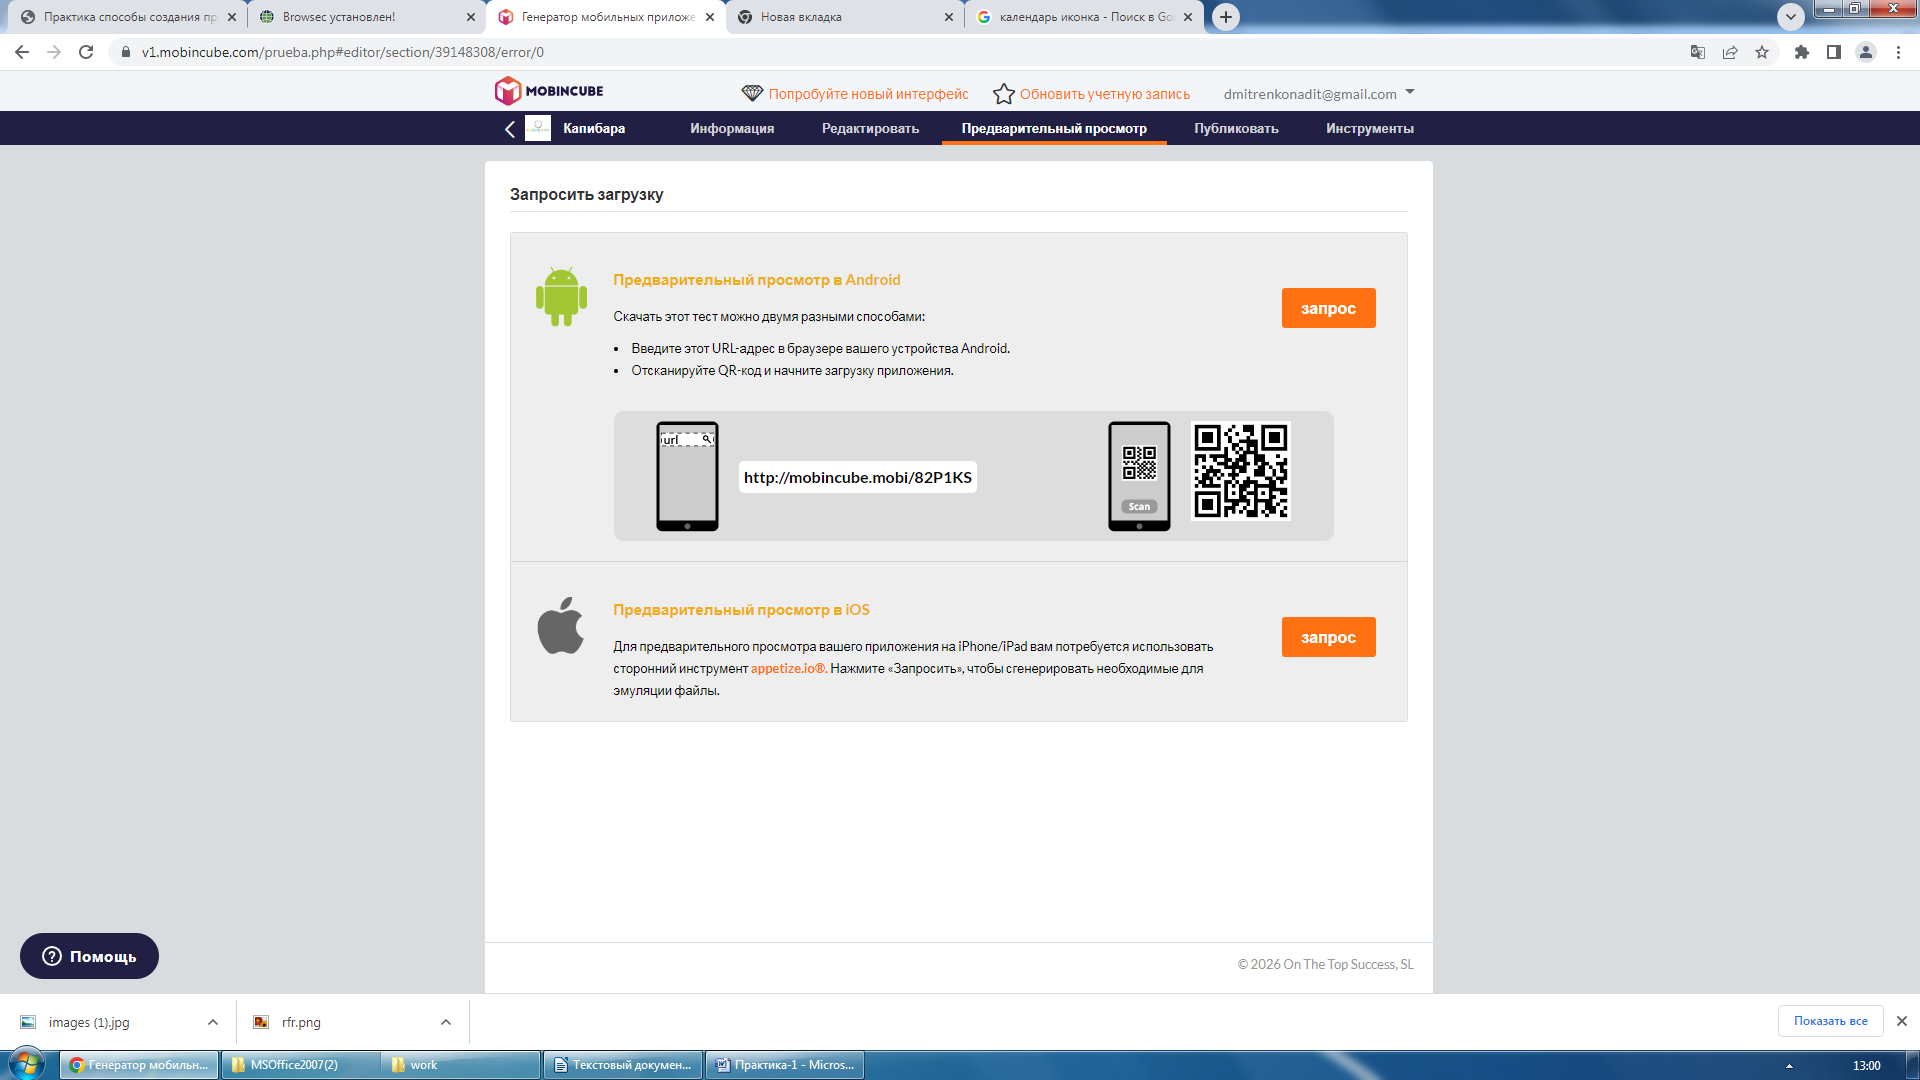 Практика способы создания пр
Browsec установлен!
Генератор мобильных приложе
Новая вкладка
календарь иконка - Поиск в Go
v1.mobincube.com/prueba.php#editor/section/39148308/error/0
MOBINCUBE
Попробуйте новый интерфейс
Обновить учетную запись
dmitrenkonadit@gmail.com
Капибара
Информация
Редактировать
Предварительный просмотр
Публиковать
Инструменты
Запросить загрузку
Предварительный просмотр в Android
Скачать этот тест можно двумя разными способами:
• Введите этот URL-адрес в браузере вашего устройства Android.
• Отсканируйте QR-код и начните загрузку приложения.
запрос
url
http://mobincube.mobi/82P1KS
Scan
Предварительный просмотр в iOS
Для предварительного просмотра вашего приложения на iPhone/iPad вам потребуется использовать
сторонний инструмент appetize.io®. Нажмите «Запросить», чтобы сгенерировать необходимые для
эмуляции файлы.
запрос
© 2026 On The Top Success, SL
Помощь
images (1).jpg
rfr.png
Показать все
Генератор мобильн...
MSOffice2007(2)
work
Текстовый докумен...
Практика-1 - Micros...
13:00